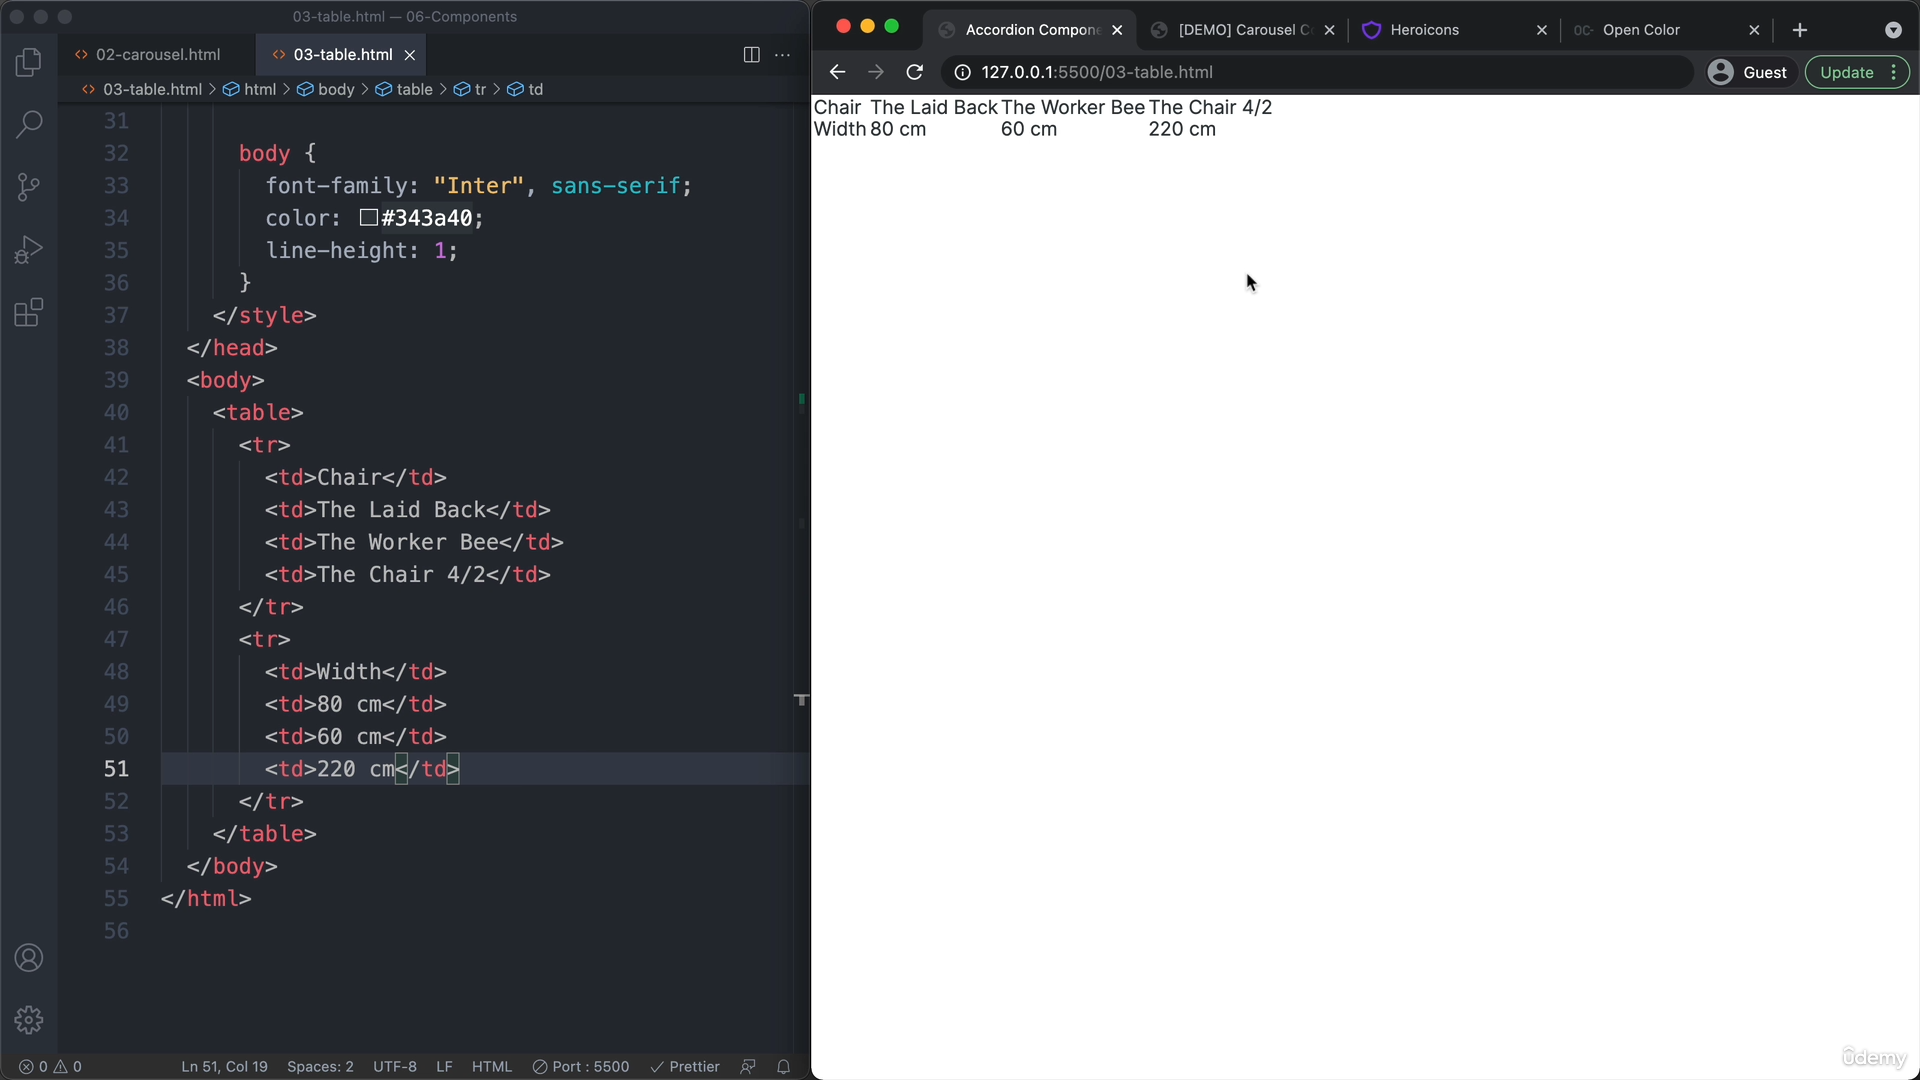 03-table.html — 06-Components
02-carousel.html
03-table.html
03-table.html > html > body > table > tr > td
31
32 body {
33 font-family: "Inter", sans-serif;
34 color: #343a40;
35 line-height: 1;
36 }
37 </style>
38 </head>
39 <body>
40 <table>
41 <tr>
42 <td>Chair</td>
43 <td>The Laid Back</td>
44 <td>The Worker Bee</td>
45 <td>The Chair 4/2</td>
46 </tr>
47 <tr>
48 <td>Width</td>
49 <td>80 cm</td>
50 <td>60 cm</td>
51 <td>220 cm</td>
52 </tr>
53 </table>
54 </body>
55 </html>
56
0 0 Ln 51, Col 19 Spaces: 2 UTF-8 LF HTML Port : 5500 Prettier
Accordion Compone
[DEMO] Carousel C
Heroicons
OC Open Color
127.0.0.1:5500/03-table.html
Guest
Update
Chair The Laid Back The Worker Bee The Chair 4/2
Width 80 cm 60 cm 220 cm
ûdemy